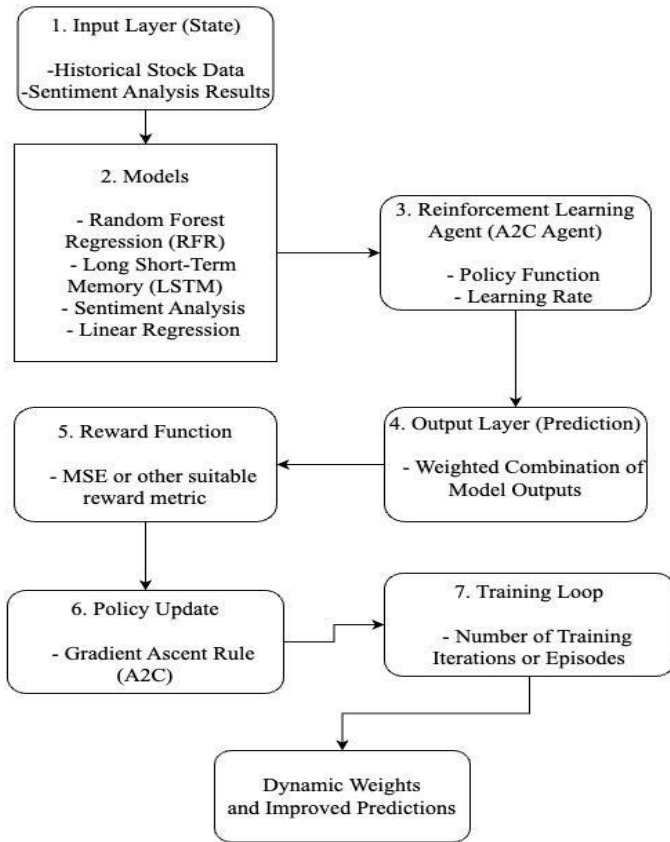 1. Input Layer (State)
-Historical Stock Data
-Sentiment Analysis Results
2. Models
- Random Forest
Regression (RFR)
- Long Short-Term
Memory (LSTM)
- Sentiment Analysis
- Linear Regression
3. Reinforcement Learning
Agent (A2C Agent)
- Policy Function
- Learning Rate
4. Output Layer (Prediction)
- Weighted Combination of
Model Outputs
5. Reward Function
- MSE or other suitable
reward metric
6. Policy Update
- Gradient Ascent Rule
(A2C)
7. Training Loop
- Number of Training
Iterations or Episodes
Dynamic Weights
and Improved Predictions